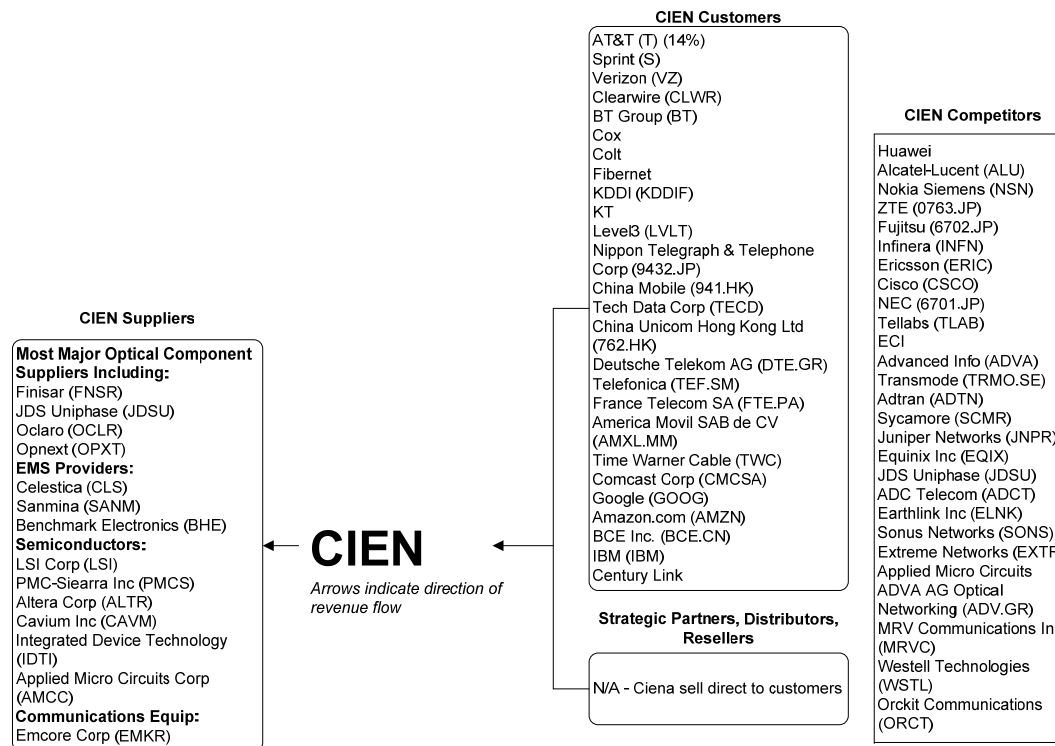 CIEN Customers
AT&T (T) (14%)
Sprint (S)
Verizon (VZ)
Clearwire (CLWR)
BT Group (BT)
Cox
Colt
Fibernet
KDDI (KDDIF)
KT
Level3 (LVLT)
Nippon Telegraph & Telephone
Corp (9432.JP)
China Mobile (941.HK)
Tech Data Corp (TECD)
China Unicom Hong Kong Ltd
(762.HK)
Deutsche Telekom AG (DTE.GR)
Telefonica (TEF.SM)
France Telecom SA (FTE.PA)
America Movil SAB de CV
(AMXL.MM)
Time Warner Cable (TWC)
Comcast Corp (CMCSA)
Google (GOOG)
Amazon.com (AMZN)
BCE Inc. (BCE.CN)
IBM (IBM)
Century Link
CIEN Competitors
Huawei
Alcatel-Lucent (ALU)
Nokia Siemens (NSN)
ZTE (0763.JP)
Fujitsu (6702.JP)
Infinera (INFN)
Ericsson (ERIC)
Cisco (CSCO)
NEC (6701.JP)
Tellabs (TLAB)
ECI
Advanced Info (ADVA)
Transmode (TRMO.SE)
Adtran (ADTN)
Sycamore (SCMR)
Juniper Networks (JNPR)
Equinix Inc (EQIX)
JDS Uniphase (JDSU)
ADC Telecom (ADCT)
Earthlink Inc (ELNK)
Sonus Networks (SONS)
Extreme Networks (EXTR
Applied Micro Circuits
ADVA AG Optical
Networking (ADV.GR)
MRV Communications In
(MRVC)
Westell Technologies
(WSTL)
Orckit Communications
(ORCT)
CIEN Suppliers
Most Major Optical Component
Suppliers Including:
Finisar (FNSR)
JDS Uniphase (JDSU)
Oclaro (OCLR)
Opnext (OPXT)
EMS Providers:
Celestica (CLS)
Sanmina (SANM)
Benchmark Electronics (BHE)
Semiconductors:
LSI Corp (LSI)
PMC-Siearra Inc (PMCS)
Altera Corp (ALTR)
Cavium Inc (CAVM)
Integrated Device Technology
(IDTI)
Applied Micro Circuits Corp
(AMCC)
Communications Equip:
Emcore Corp (EMKR)
CIEN
Arrows indicate direction of
revenue flow
Strategic Partners, Distributors,
Resellers
N/A - Ciena sell direct to customers